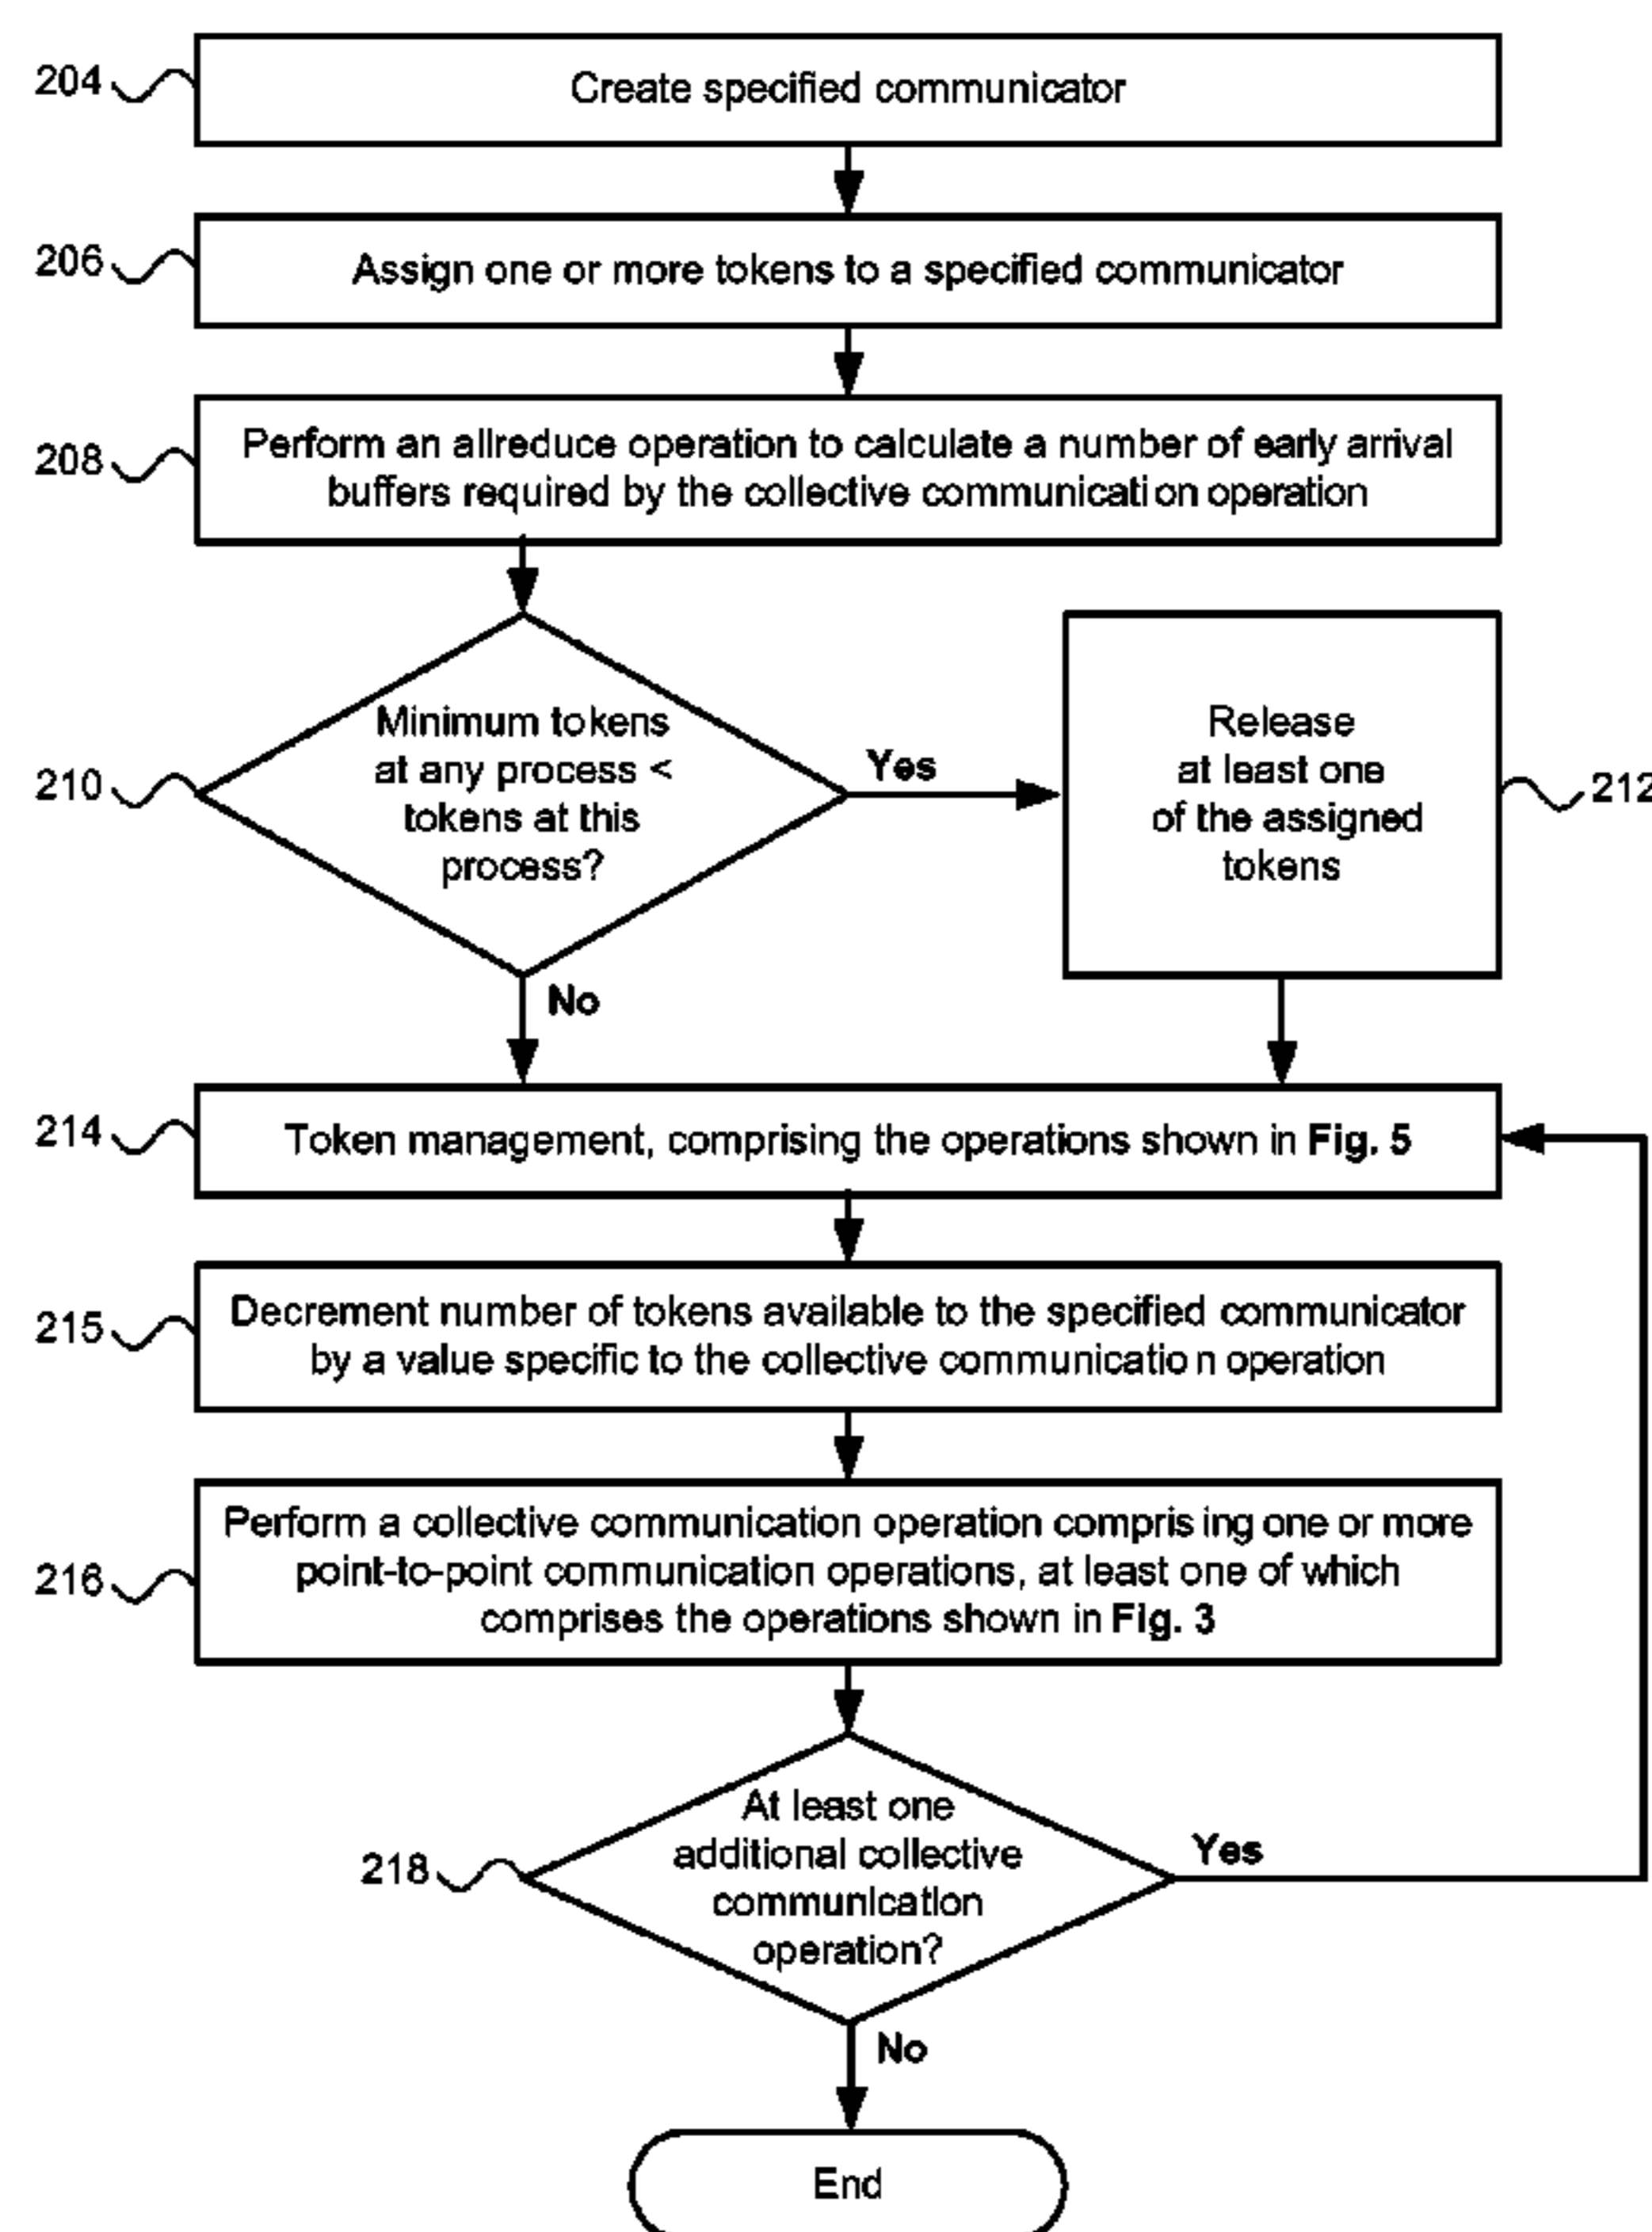 204
Create specified communicator
206
Assign one or more tokens to a specified communicator
208
Perform an allreduce operation to calculate a number of early arrival
buffers required by the collective communication operation
210
Minimum tokens
at any process <
tokens at this
process?
Yes
Release
at least one
of the assigned
tokens
212
No
214
Token management, comprising the operations shown in Fig. 5
215
Decrement number of tokens available to the specified communicator
by a value specific to the collective communication operation
216
Perform a collective communication operation comprising one or more
point-to-point communication operations, at least one of which
comprises the operations shown in Fig. 3
218
At least one
additional collective
communication
operation?
Yes
No
End